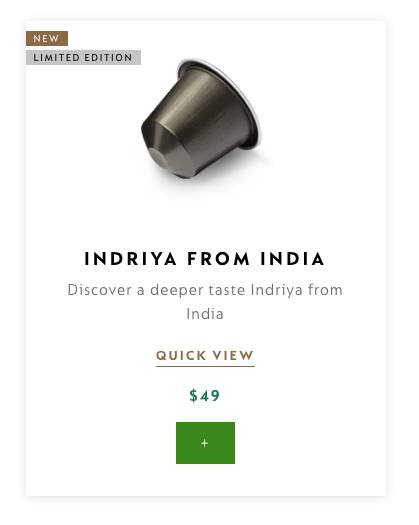 NEW
LIMITED EDITION
INDRIYA FROM INDIA
Discover a deeper taste Indriya from
India
QUICK VIEW
$49
+